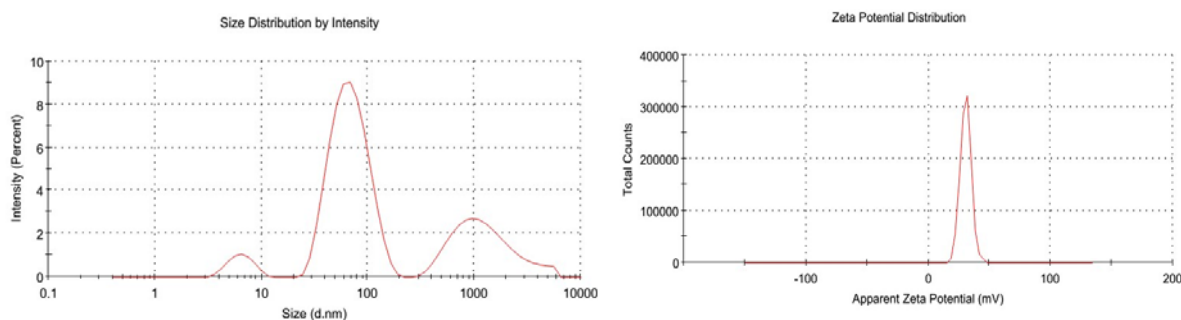 Size Distribution by Intensity
10
8
6
4
2
0
Intensity (Percent)
0.1 1 10 100 1000 10000
Size (d.nm)
Zeta Potential Distribution
400000
300000
200000
100000
0
Total Counts
-100 0 100 200
Apparent Zeta Potential (mV)